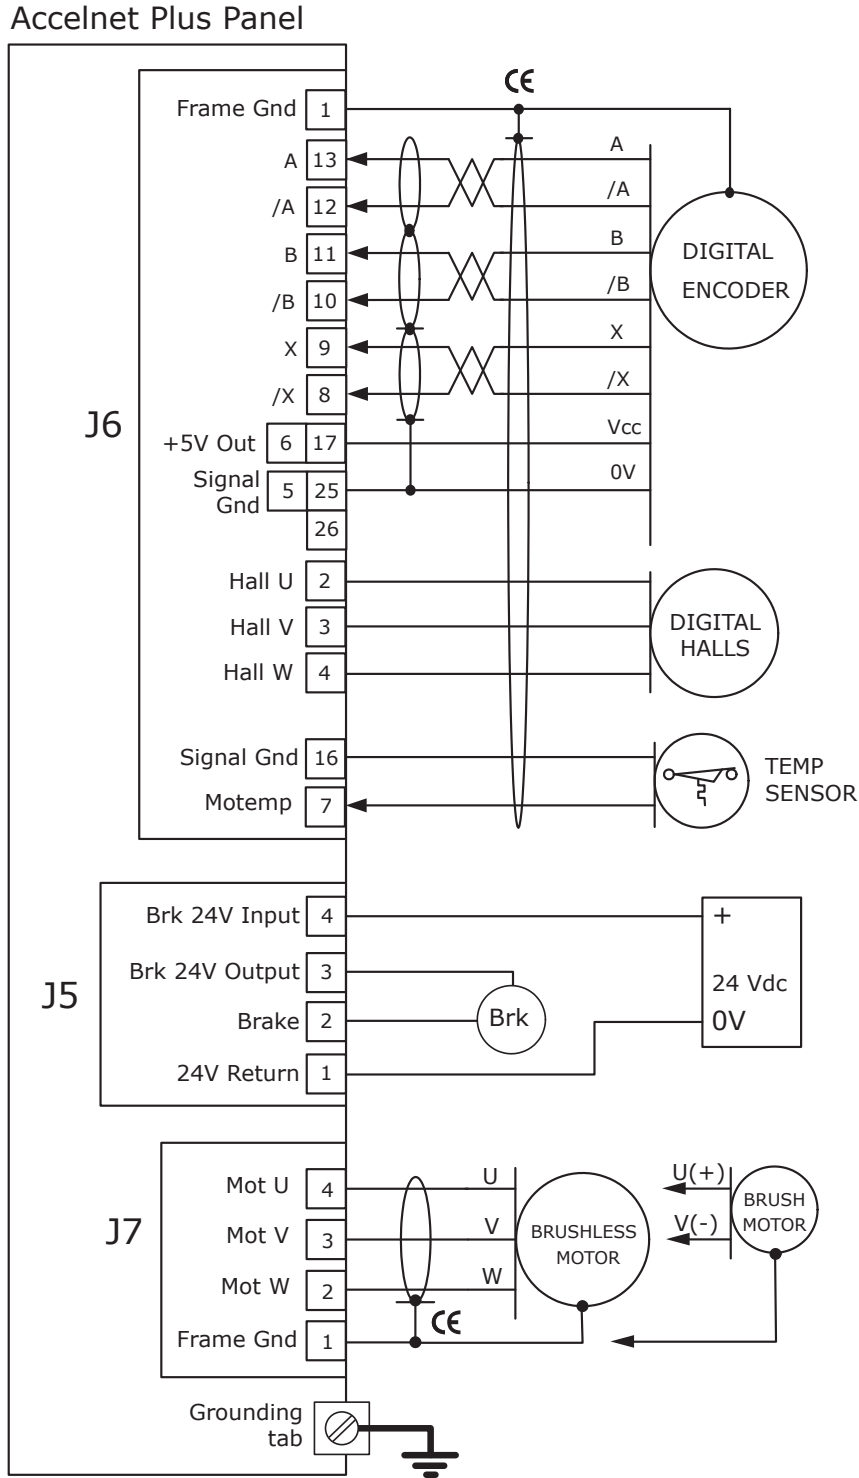 Accelnet Plus Panel
CE
Frame Gnd 1
A 13 A
/A 12 /A
B 11 B
/B 10 /B
DIGITAL
ENCODER
X 9 X
/X 8 /X
J6
+5V Out 6 17 Vcc
Signal
Gnd 5 25 0V
26
Hall U 2
Hall V 3
Hall W 4
DIGITAL
HALLS
Signal Gnd 16
Motemp 7
TEMP
SENSOR
J5
Brk 24V Input 4 +
Brk 24V Output 3 24 Vdc
Brake 2 Brk 0V
24V Return 1
J7
Mot U 4 U
Mot V 3 V
Mot W 2 W
Frame Gnd 1
CE
BRUSHLESS
MOTOR
U(+)
V(-)
BRUSH
MOTOR
Grounding
tab